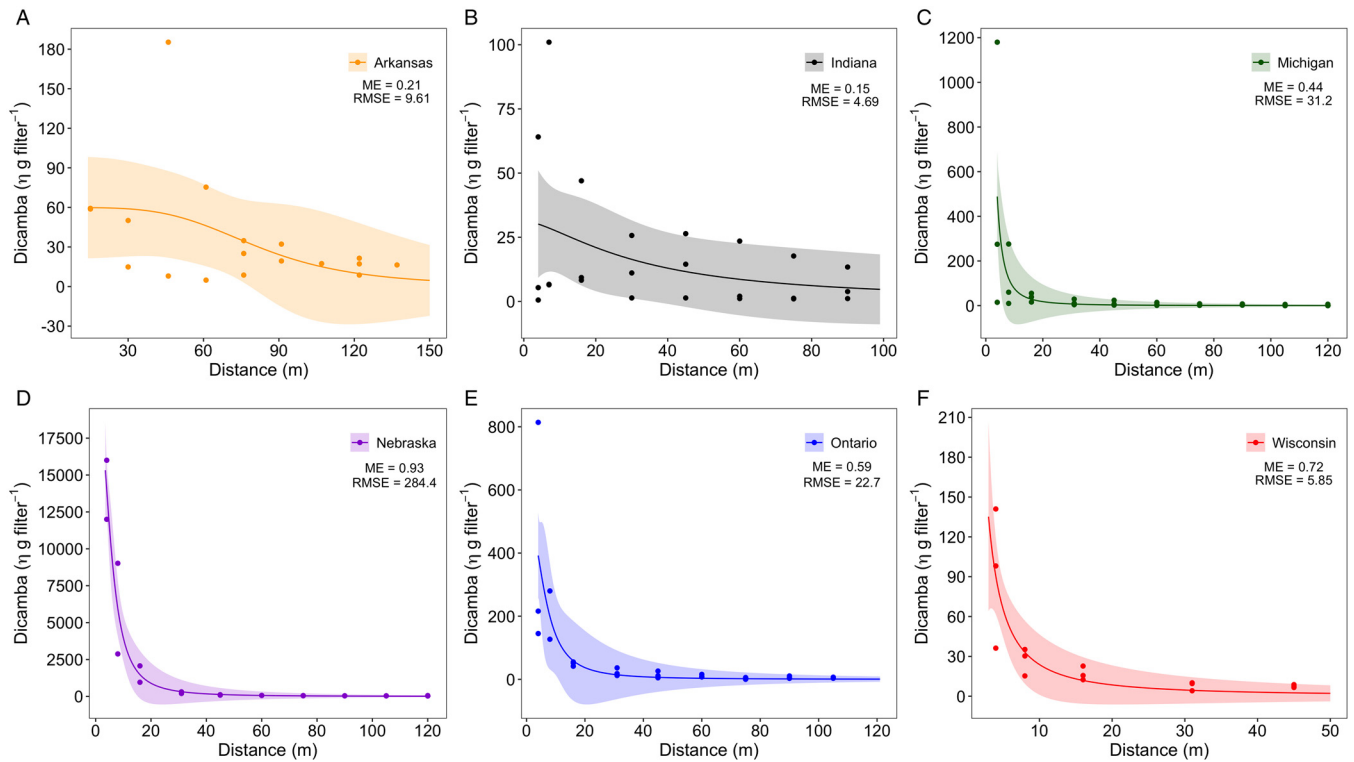 A
Dicamba (η g filter⁻¹)
180
150
120
90
60
30
0
-30
Arkansas
ME = 0.21
RMSE = 9.61
30
60
90
120
150
Distance (m)
B
Dicamba (η g filter⁻¹)
100
75
50
25
0
Indiana
ME = 0.15
RMSE = 4.69
0
20
40
60
80
100
Distance (m)
C
Dicamba (η g filter⁻¹)
1200
1000
800
600
400
200
0
Michigan
ME = 0.44
RMSE = 31.2
0
20
40
60
80
100
120
Distance (m)
D
Dicamba (η g filter⁻¹)
17500
15000
12500
10000
7500
5000
2500
0
Nebraska
ME = 0.93
RMSE = 284.4
0
20
40
60
80
100
120
Distance (m)
E
Dicamba (η g filter⁻¹)
800
600
400
200
0
Ontario
ME = 0.59
RMSE = 22.7
0
20
40
60
80
100
120
Distance (m)
F
Dicamba (η g filter⁻¹)
210
180
150
120
90
60
30
0
Wisconsin
ME = 0.72
RMSE = 5.85
10
20
30
40
50
Distance (m)